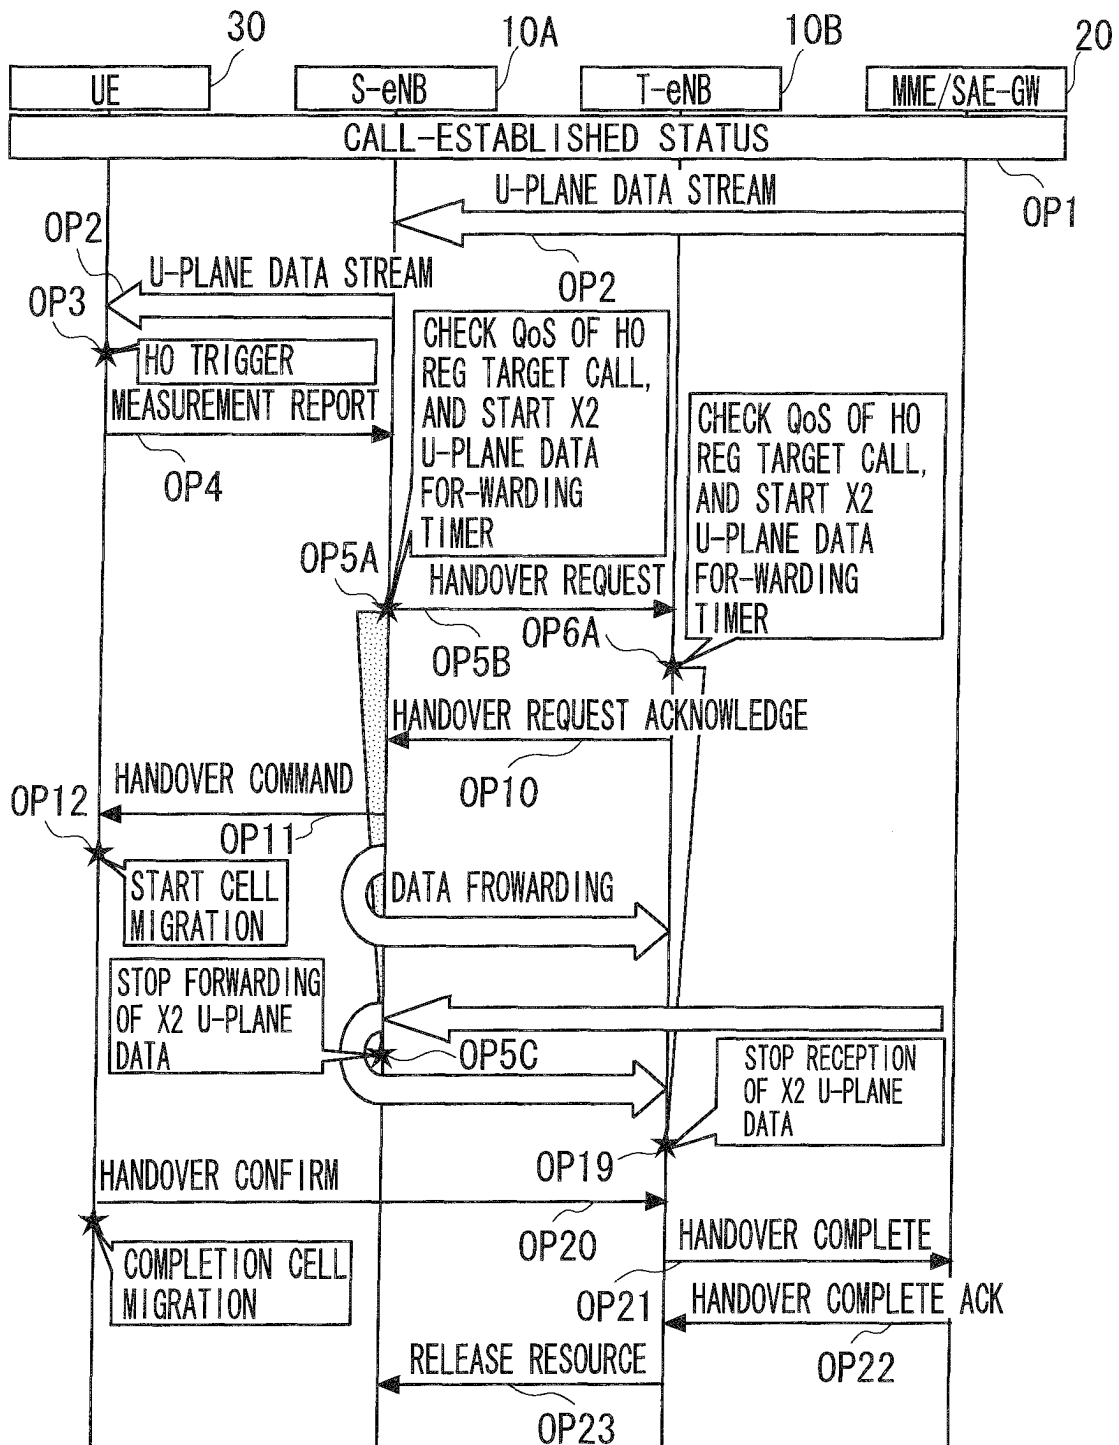 30
10A
10B
20
UE
S-eNB
T-eNB
MME/SAE-GW
CALL-ESTABLISHED STATUS
OP1
U-PLANE DATA STREAM
OP2
OP2
U-PLANE DATA STREAM
OP3
HO TRIGGER
MEASUREMENT REPORT
OP4
CHECK QoS OF HO
REG TARGET CALL,
AND START X2
U-PLANE DATA
FOR-WARDING
TIMER
CHECK QoS OF HO
REG TARGET CALL,
AND START X2
U-PLANE DATA
FOR-WARDING
TIMER
OP5A
HANDOVER REQUEST
OP5B
OP6A
HANDOVER REQUEST ACKNOWLEDGE
OP10
HANDOVER COMMAND
OP11
OP12
START CELL
MIGRATION
DATA FROWARDING
STOP FORWARDING
OF X2 U-PLANE
DATA
OP5C
STOP RECEPTION
OF X2 U-PLANE
DATA
OP19
HANDOVER CONFIRM
OP20
COMPLETION CELL
MIGRATION
HANDOVER COMPLETE
OP21
HANDOVER COMPLETE ACK
OP22
RELEASE RESOURCE
OP23